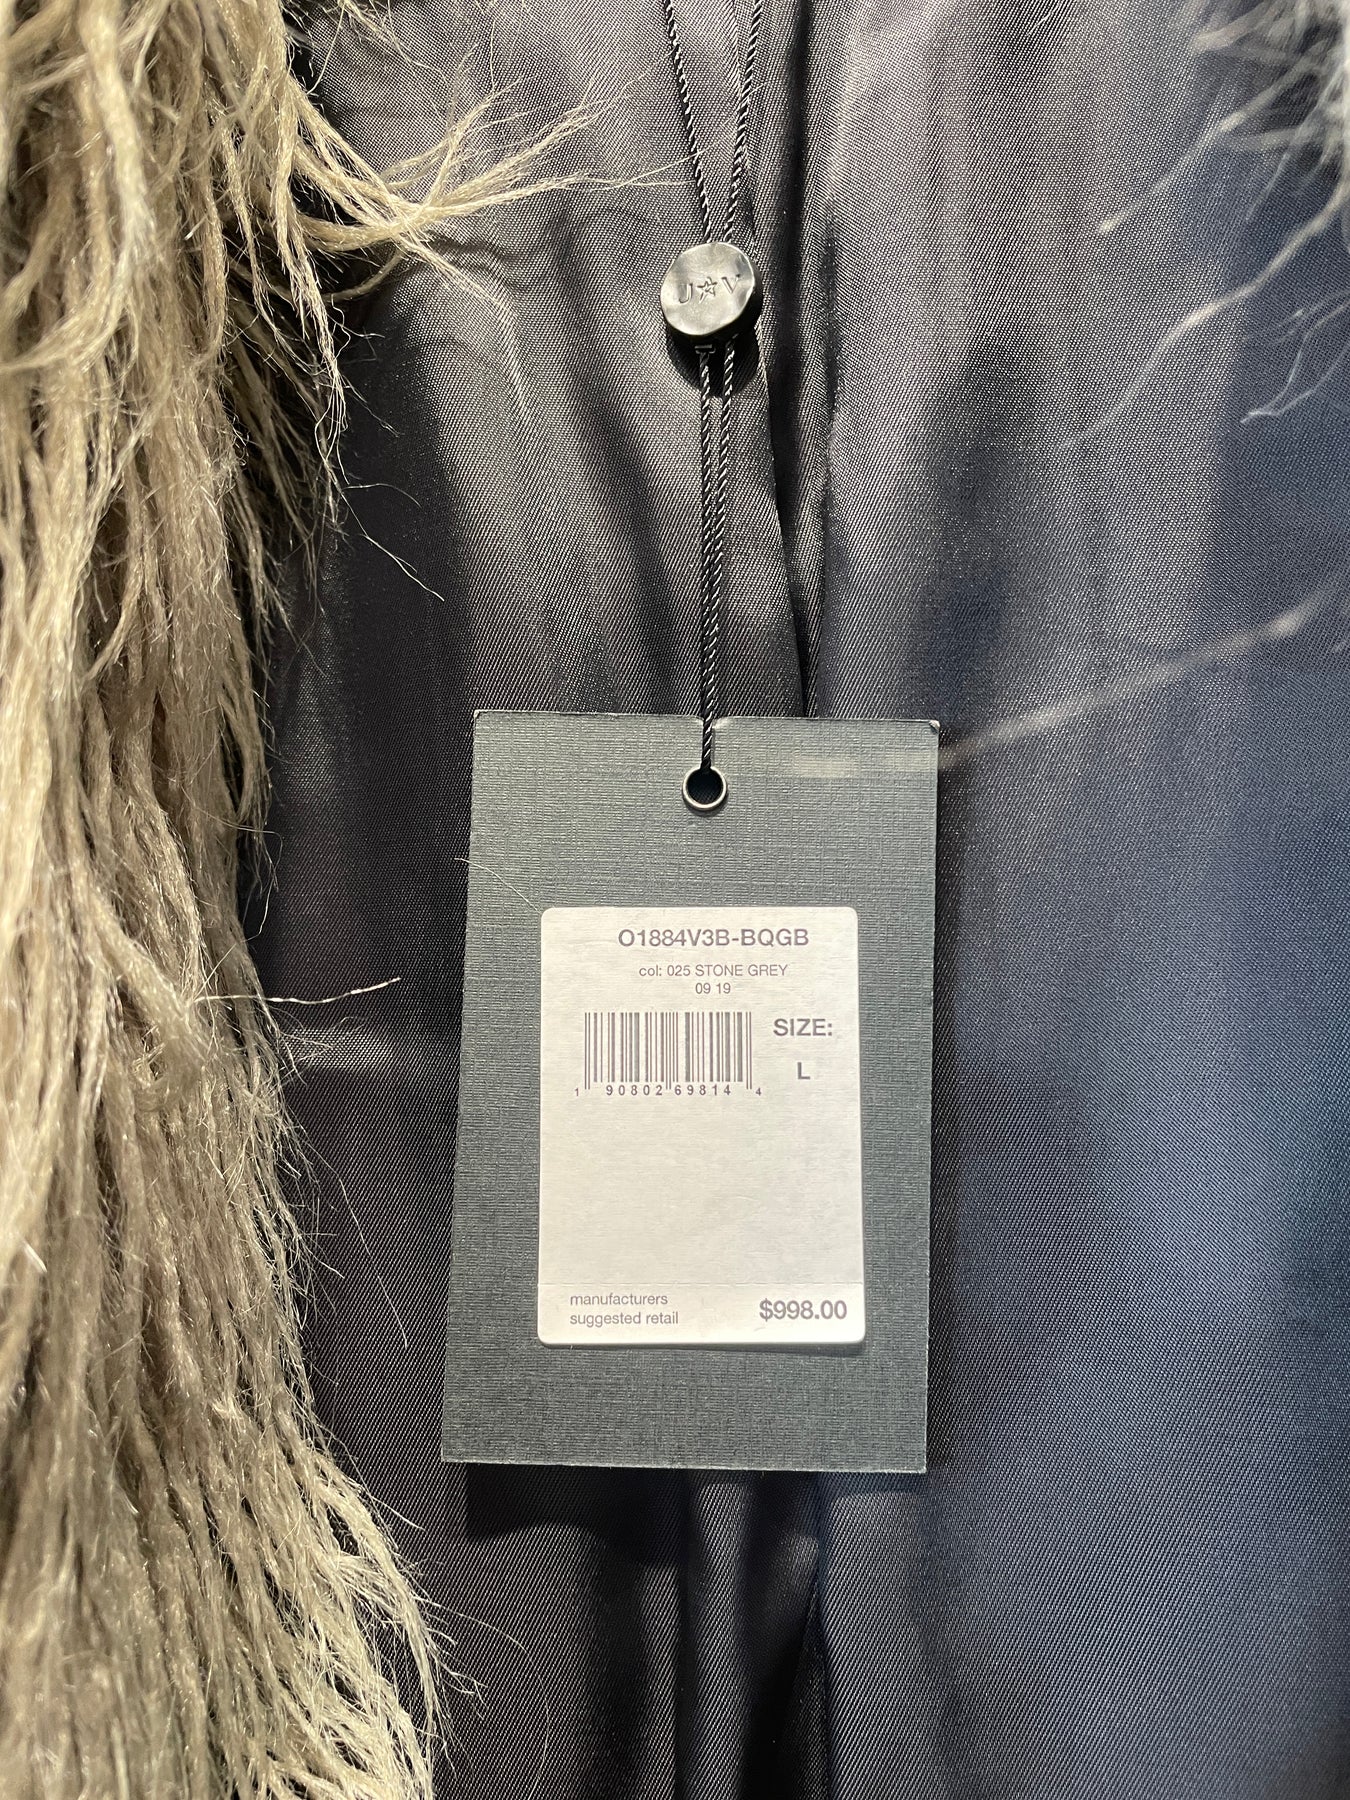 J☆V
O1884V3B-BQGB
col: 025 STONE GREY
09 19
SIZE:
L
1 90802 69814 4
manufacturers
suggested retail
$998.00